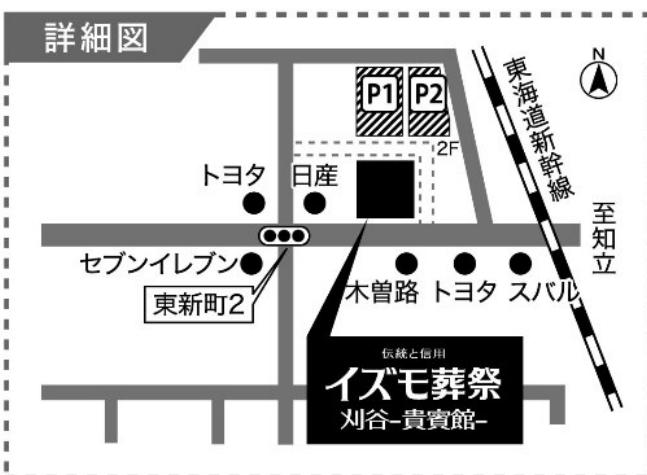 詳細図
N
P1
P2
2F
東海道新幹線
トヨタ
日産
至知立
セブンイレブン
東新町2
木曽路
トヨタ
スバル
伝統と信用
イズモ葬祭
刈谷-貴賓館-